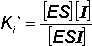 K_i` = [ES][I] / [ESI]